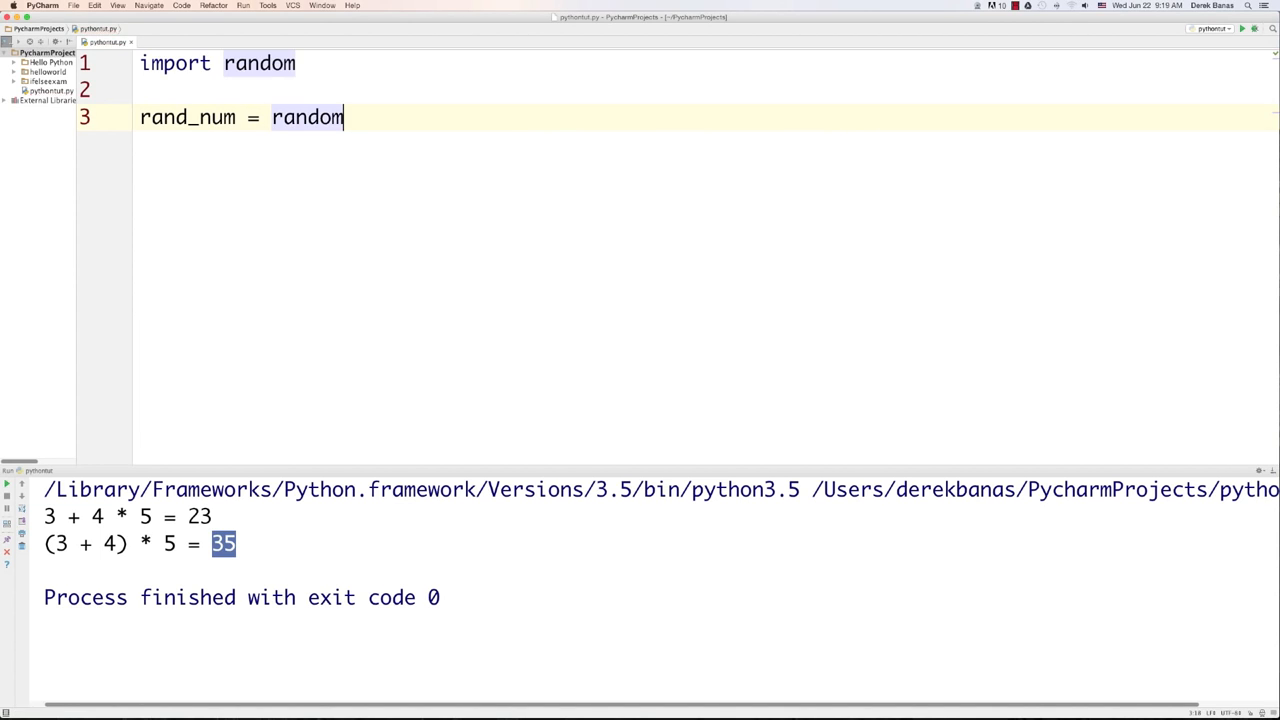 PyCharm File Edit View Navigate Code Refactor Run Tools VCS Window Help 10 Wed Jun 22 9:19 AM Derek Banas
pythontut.py - PycharmProjects - [~/PycharmProjects]
PycharmProjects pythontut.py pythontut
pythontut.py
PycharmProject
Hello Python
helloworld
ifelseexam
pythontut.py
External Librarie
1 import random
2
3 rand_num = random
Run pythontut
/Library/Frameworks/Python.framework/Versions/3.5/bin/python3.5 /Users/derekbanas/PycharmProjects/pytho
3 + 4 * 5 = 23
(3 + 4) * 5 = 35
Process finished with exit code 0
3:18 LF÷ UTF-8÷